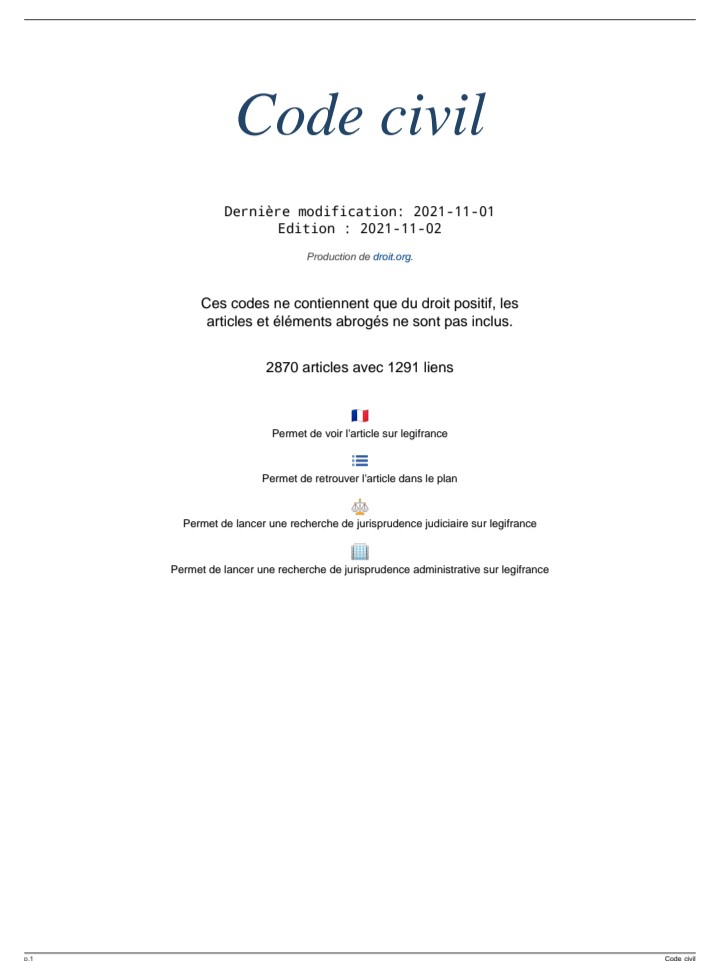 Code civil
Dernière modification: 2021-11-01
Edition : 2021-11-02
Production de droit.org.
Ces codes ne contiennent que du droit positif, les
articles et éléments abrogés ne sont pas inclus.
2870 articles avec 1291 liens
Permet de voir l'article sur legifrance
Permet de retrouver l'article dans le plan
Permet de lancer une recherche de jurisprudence judiciaire sur legifrance
Permet de lancer une recherche de jurisprudence administrative sur legifrance
p.1
Code civil